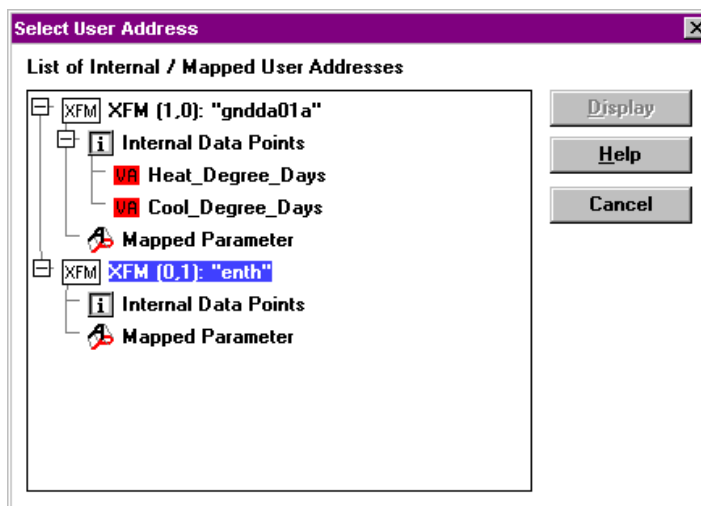 Select User Address
List of Internal / Mapped User Addresses
XFM XFM (1,0): "gndda01a"
i Internal Data Points
VA Heat_Degree_Days
VA Cool_Degree_Days
Mapped Parameter
XFM XFM (0,1): "enth"
i Internal Data Points
Mapped Parameter
Display
Help
Cancel